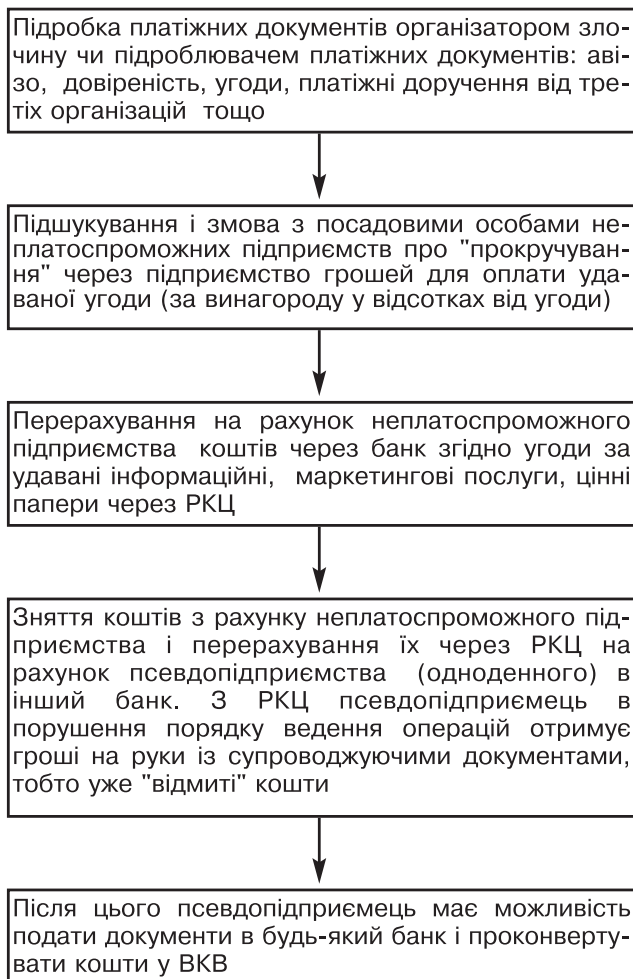 Підробка платіжних документів організатором зло-
чину чи підроблювачем платіжних документів: аві-
зо, довіреність, угоди, платіжні доручення від тре-
тіх організацій тощо
Підшукування і змова з посадовими особами не-
платоспроможних підприємств про "прокручуван-
ня" через підприємство грошей для оплати уда-
ваної угоди (за винагороду у відсотках від угоди)
Перерахування на рахунок неплатоспроможного
підприємства коштів через банк згідно угоди за
удавані інформаційні, маркетингові послуги, цінні
папери через РКЦ
Зняття коштів з рахунку неплатоспроможного під-
приємства і перерахування їх через РКЦ на
рахунок псевдопідприємства (одноденного) в
інший банк. З РКЦ псевдопідприємець в
порушення порядку ведення операцій отримує
гроші на руки із супроводжуючими документами,
тобто уже "відмиті" кошти
Після цього псевдопідприємець має можливість
подати документи в будь-який банк і проконверту-
вати кошти у ВКВ